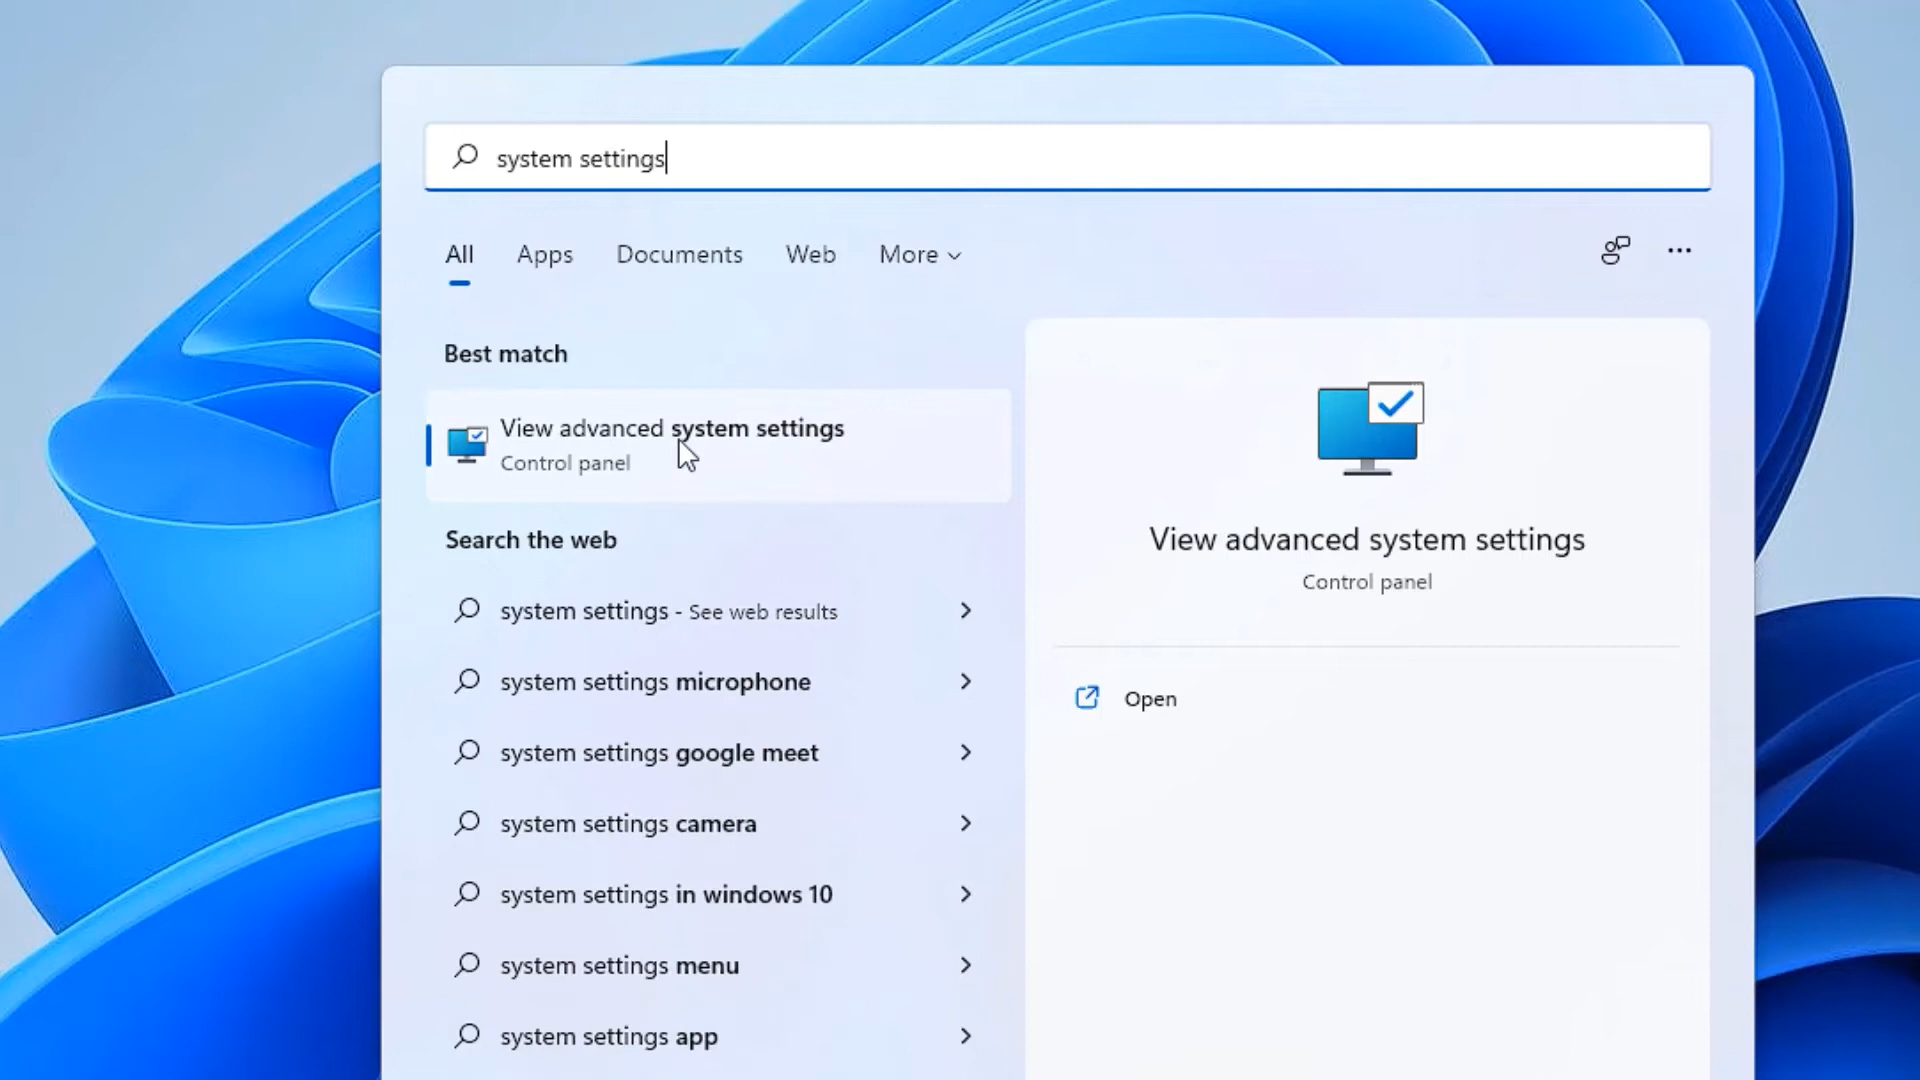 system settings
All Apps Documents Web More
Best match
View advanced system settings
Control panel
Search the web
system settings - See web results
system settings microphone
system settings google meet
system settings camera
system settings in windows 10
system settings menu
system settings app
View advanced system settings
Control panel
Open